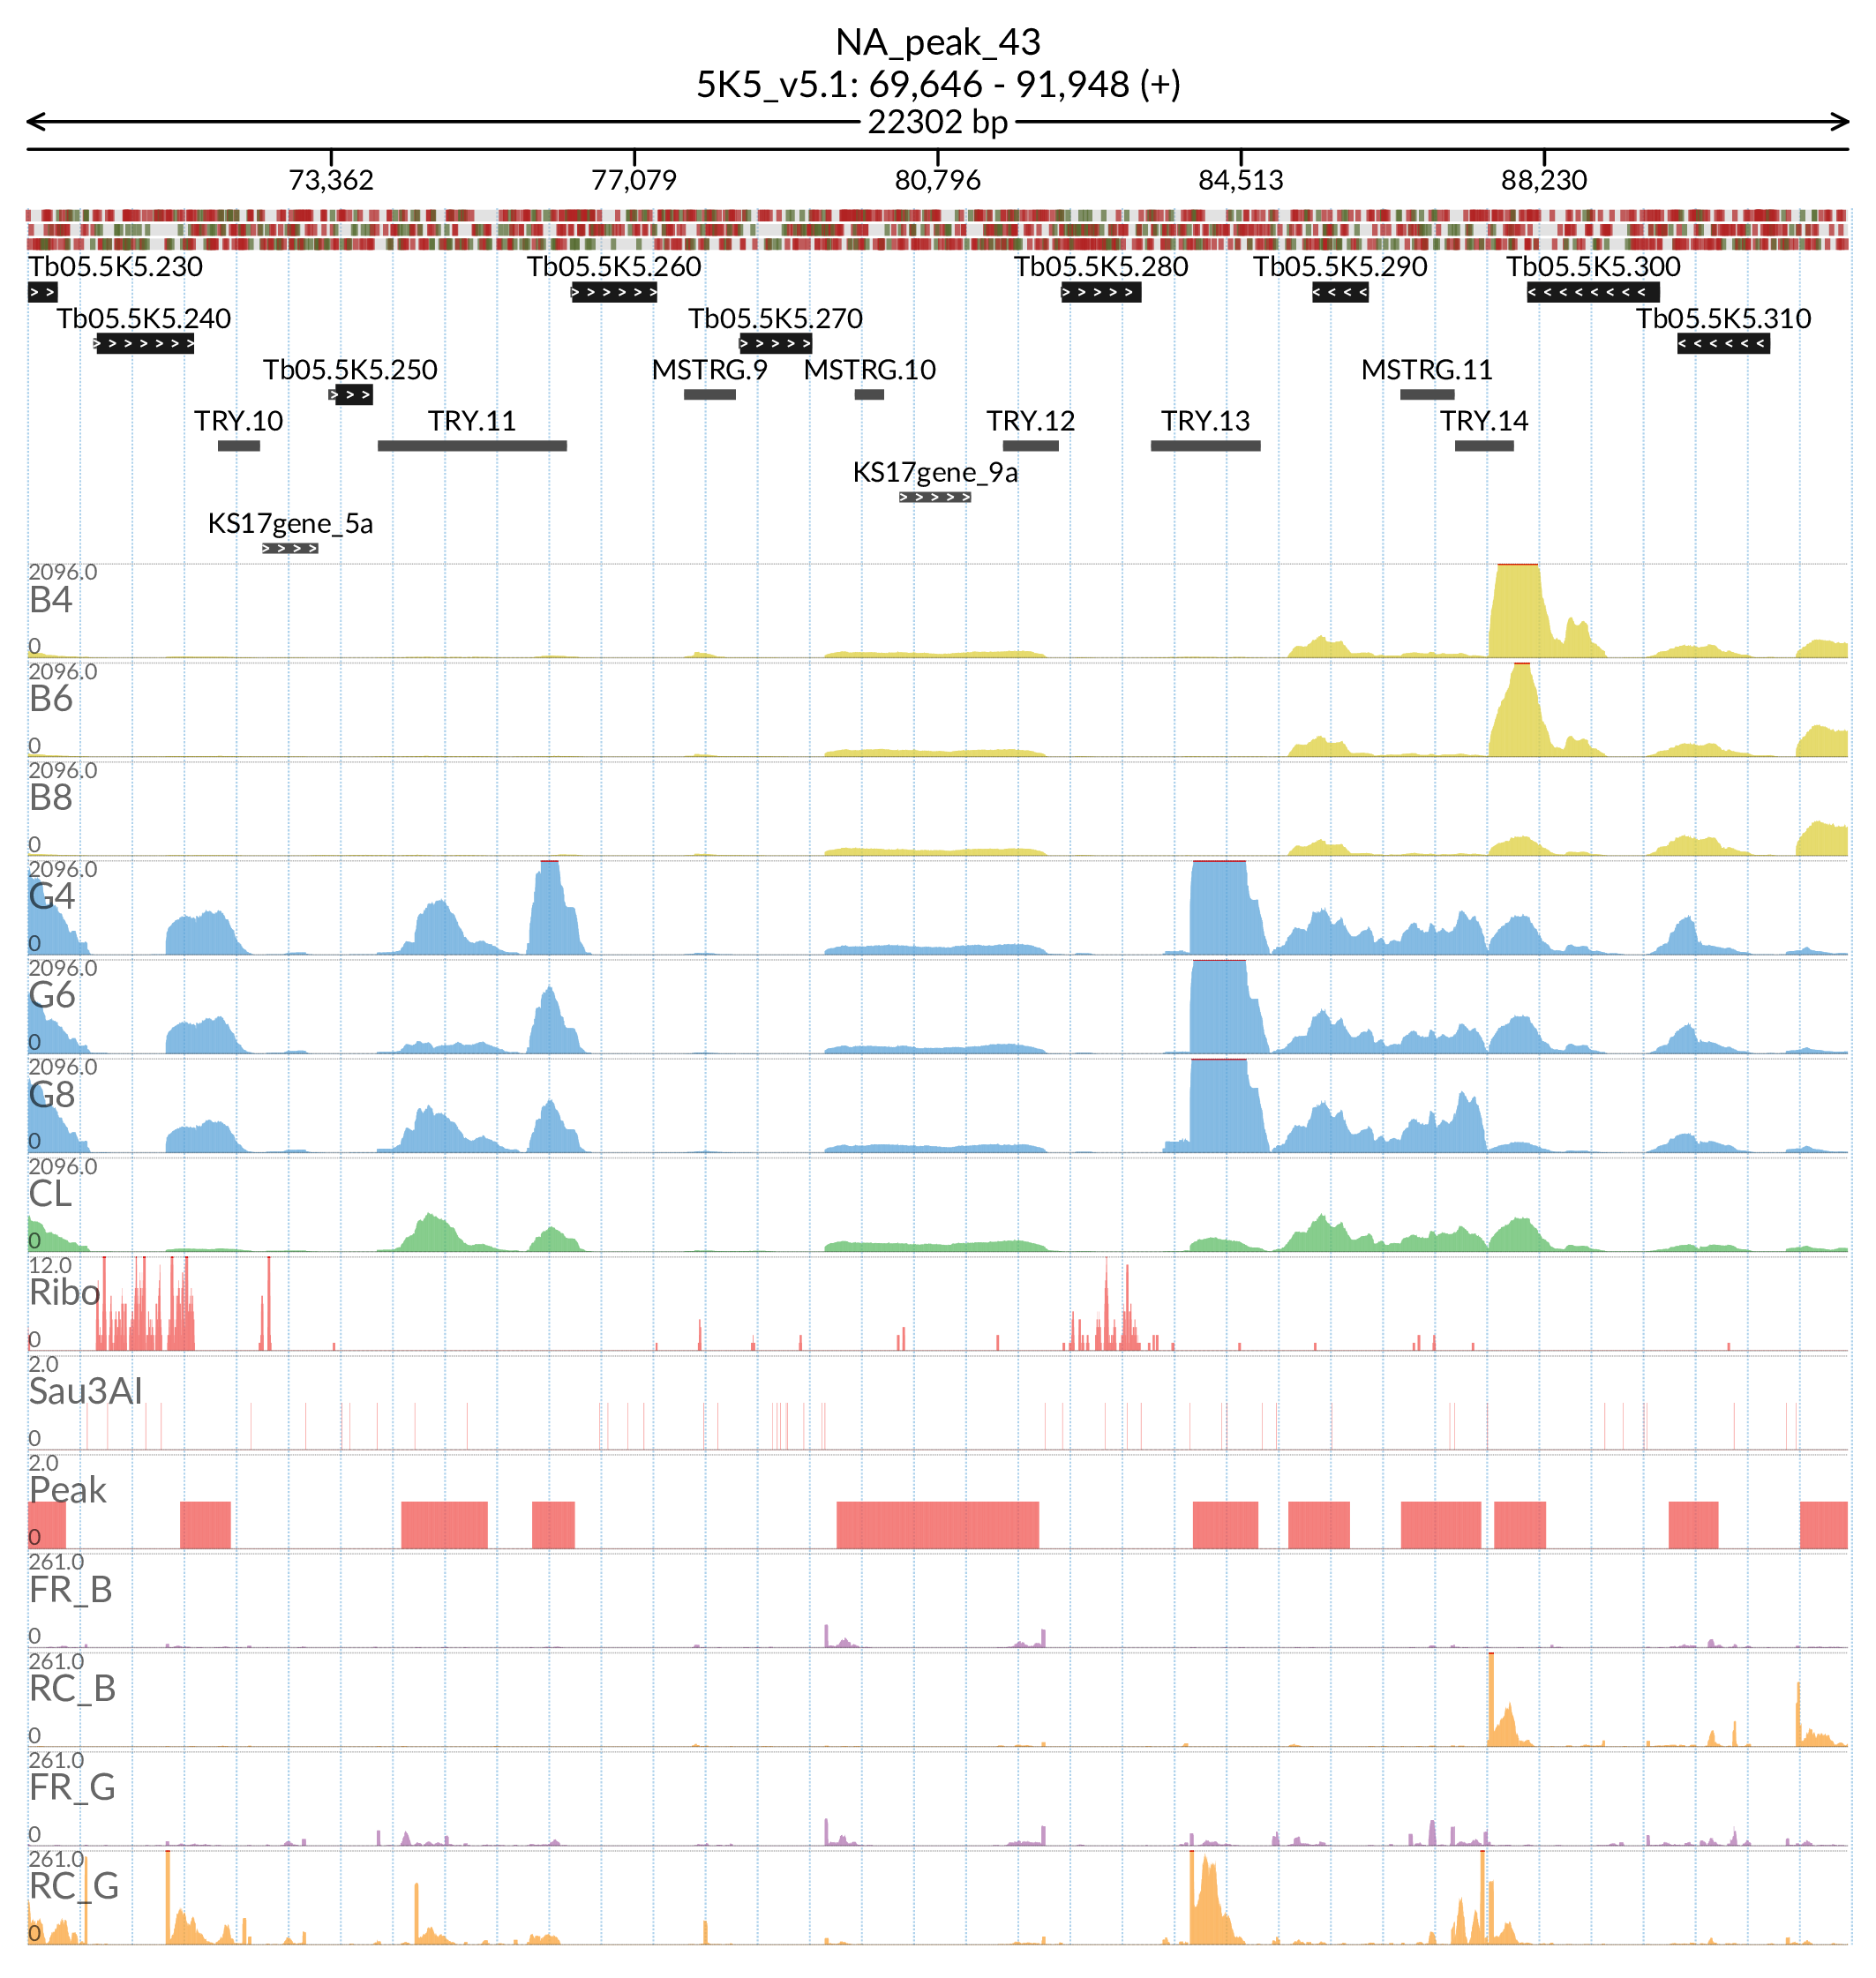 NA_peak_43
5K5_v5.1: 69,646 - 91,948 (+)
22302 bp
73,362 77,079 80,796 84,513 88,230
Tb05.5K5.230 Tb05.5K5.260 Tb05.5K5.280 Tb05.5K5.290 Tb05.5K5.300
Tb05.5K5.240 Tb05.5K5.270 Tb05.5K5.310
Tb05.5K5.250 MSTRG.9 MSTRG.10 MSTRG.11
TRY.10 TRY.11 TRY.12 TRY.13 TRY.14
KS17gene_9a
KS17gene_5a
2096.0
B4
0
2096.0
B6
0
2096.0
B8
0
2096.0
G4
0
2096.0
G6
0
2096.0
G8
0
2096.0
CL
0
12.0
Ribo
0
2.0
Sau3AI
0
2.0
Peak
0
261.0
FR_B
0
261.0
RC_B
0
261.0
FR_G
0
261.0
RC_G
0